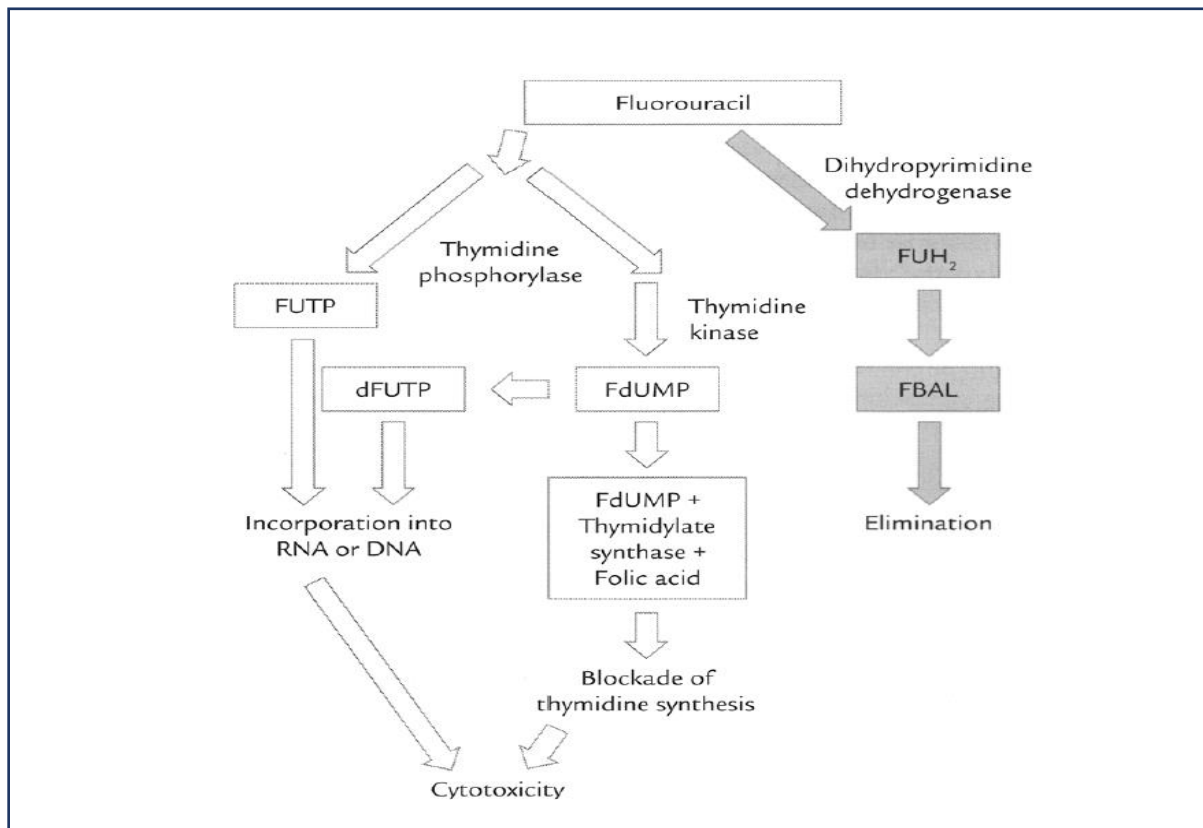 Fluorouracil
Dihydropyrimidine
dehydrogenase
Thymidine
phosphorylase
FUH₂
FUTP
Thymidine
kinase
dFUTP
FdUMP
FBAL
Incorporation into
RNA or DNA
FdUMP +
Thymidylate
synthase +
Folic acid
Elimination
Blockade of
thymidine synthesis
Cytotoxicity